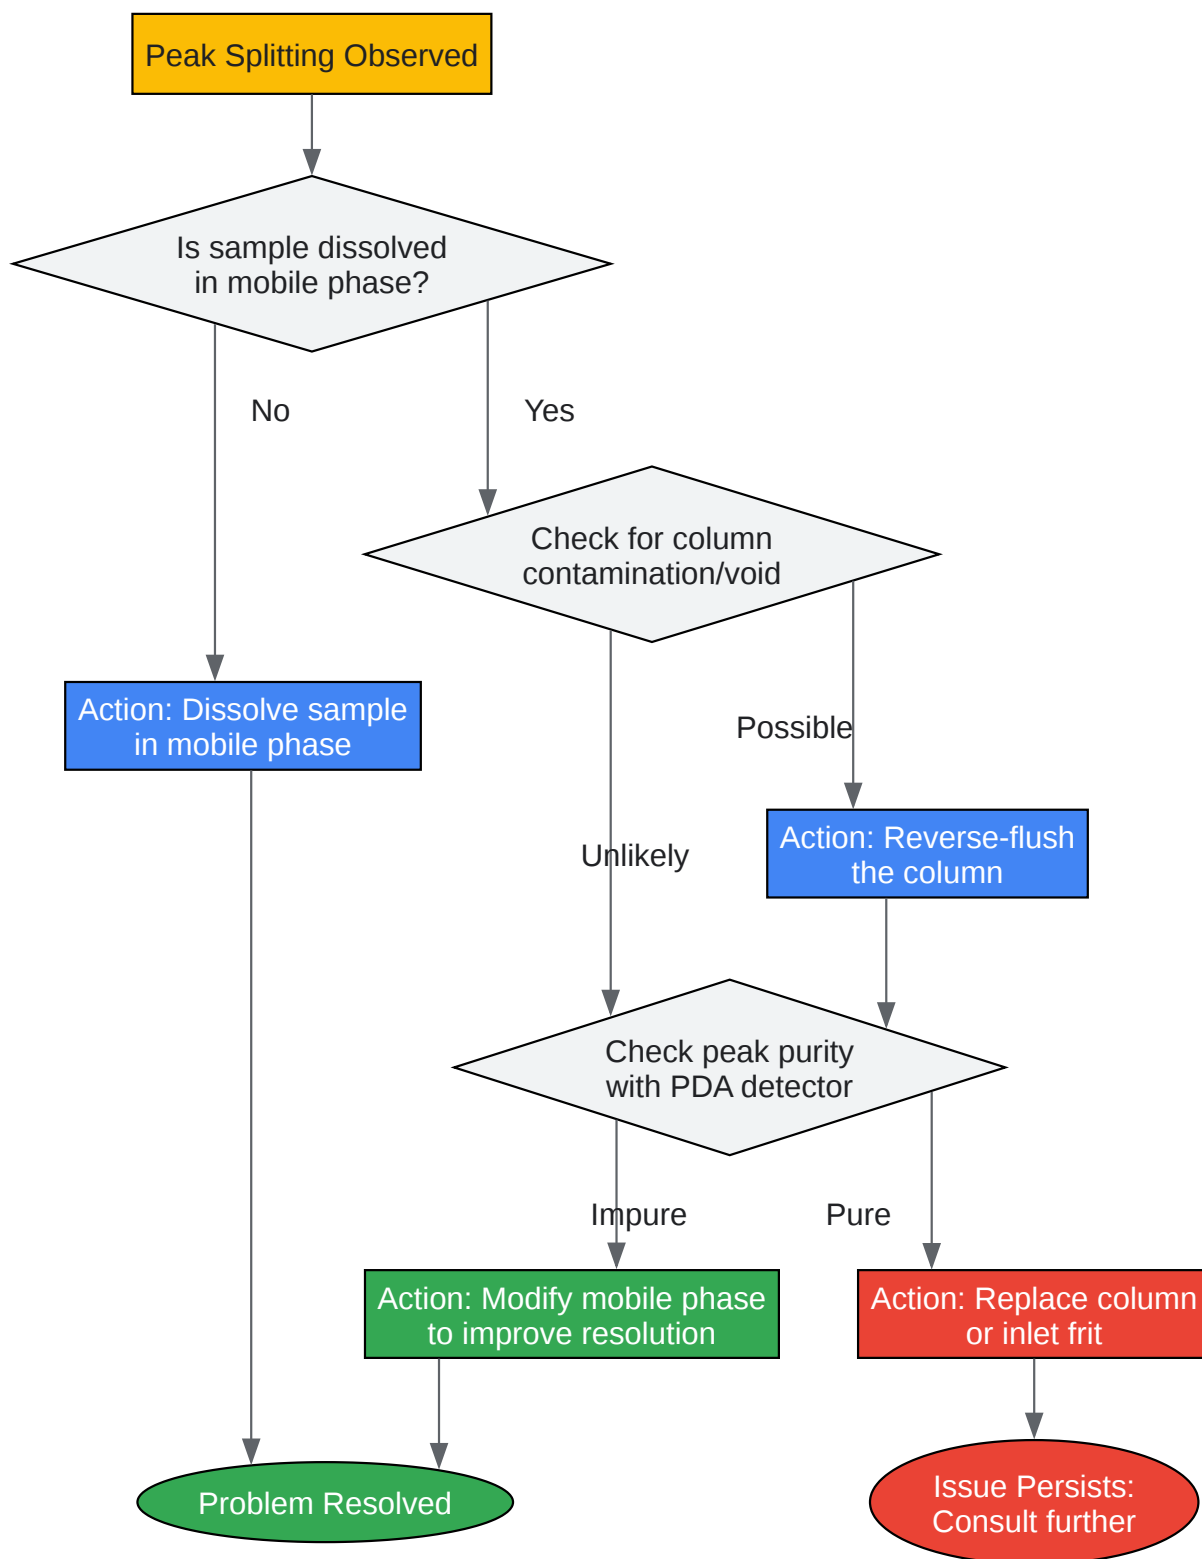 Peak Splitting Observed
Is sample dissolved
in mobile phase?
No
Yes
Check for column
contamination/void
Action: Dissolve sample
in mobile phase
Possible
Unlikely
Action: Reverse-flush
the column
Check peak purity
with PDA detector
Impure
Pure
Action: Modify mobile phase
to improve resolution
Action: Replace column
or inlet frit
Problem Resolved
Issue Persists:
Consult further